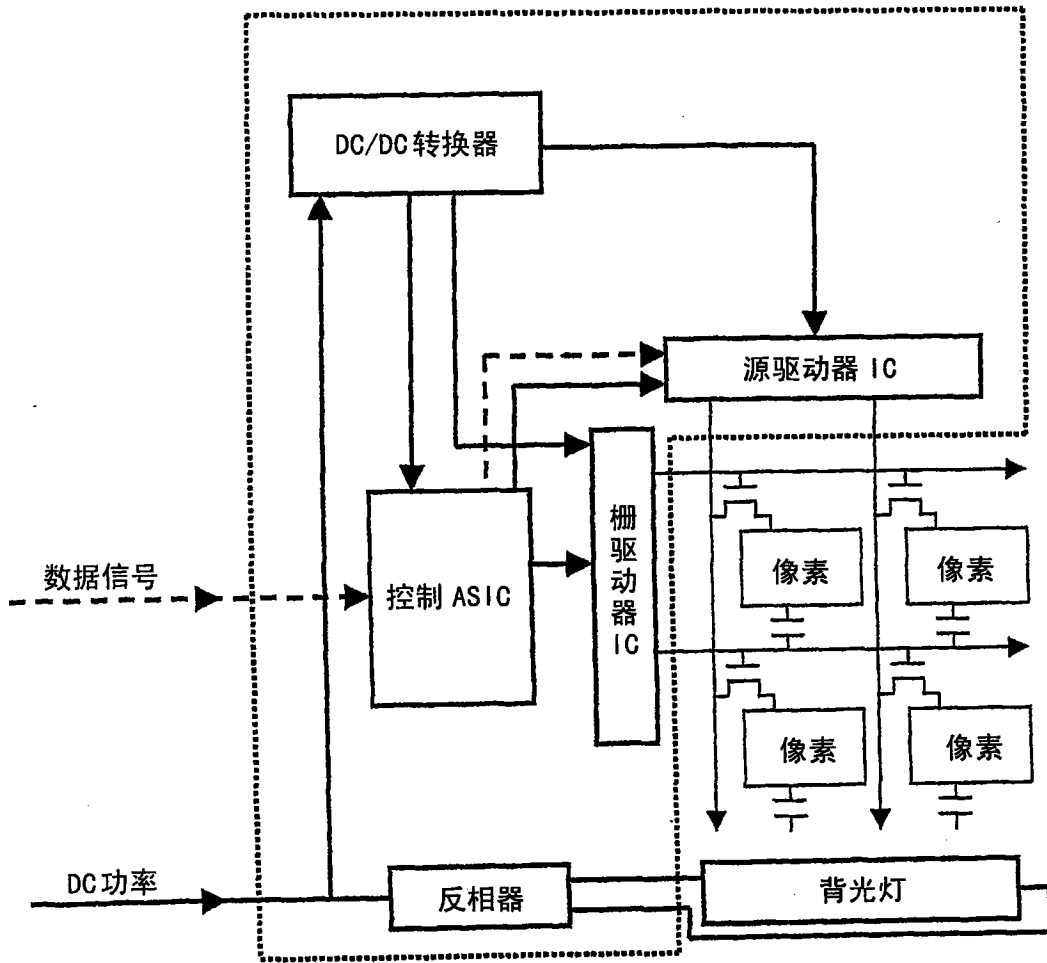 DC/DC转换器
源驱动器 IC
栅驱动器IC
数据信号
控制 ASIC
像素
像素
像素
像素
DC功率
反相器
背光灯